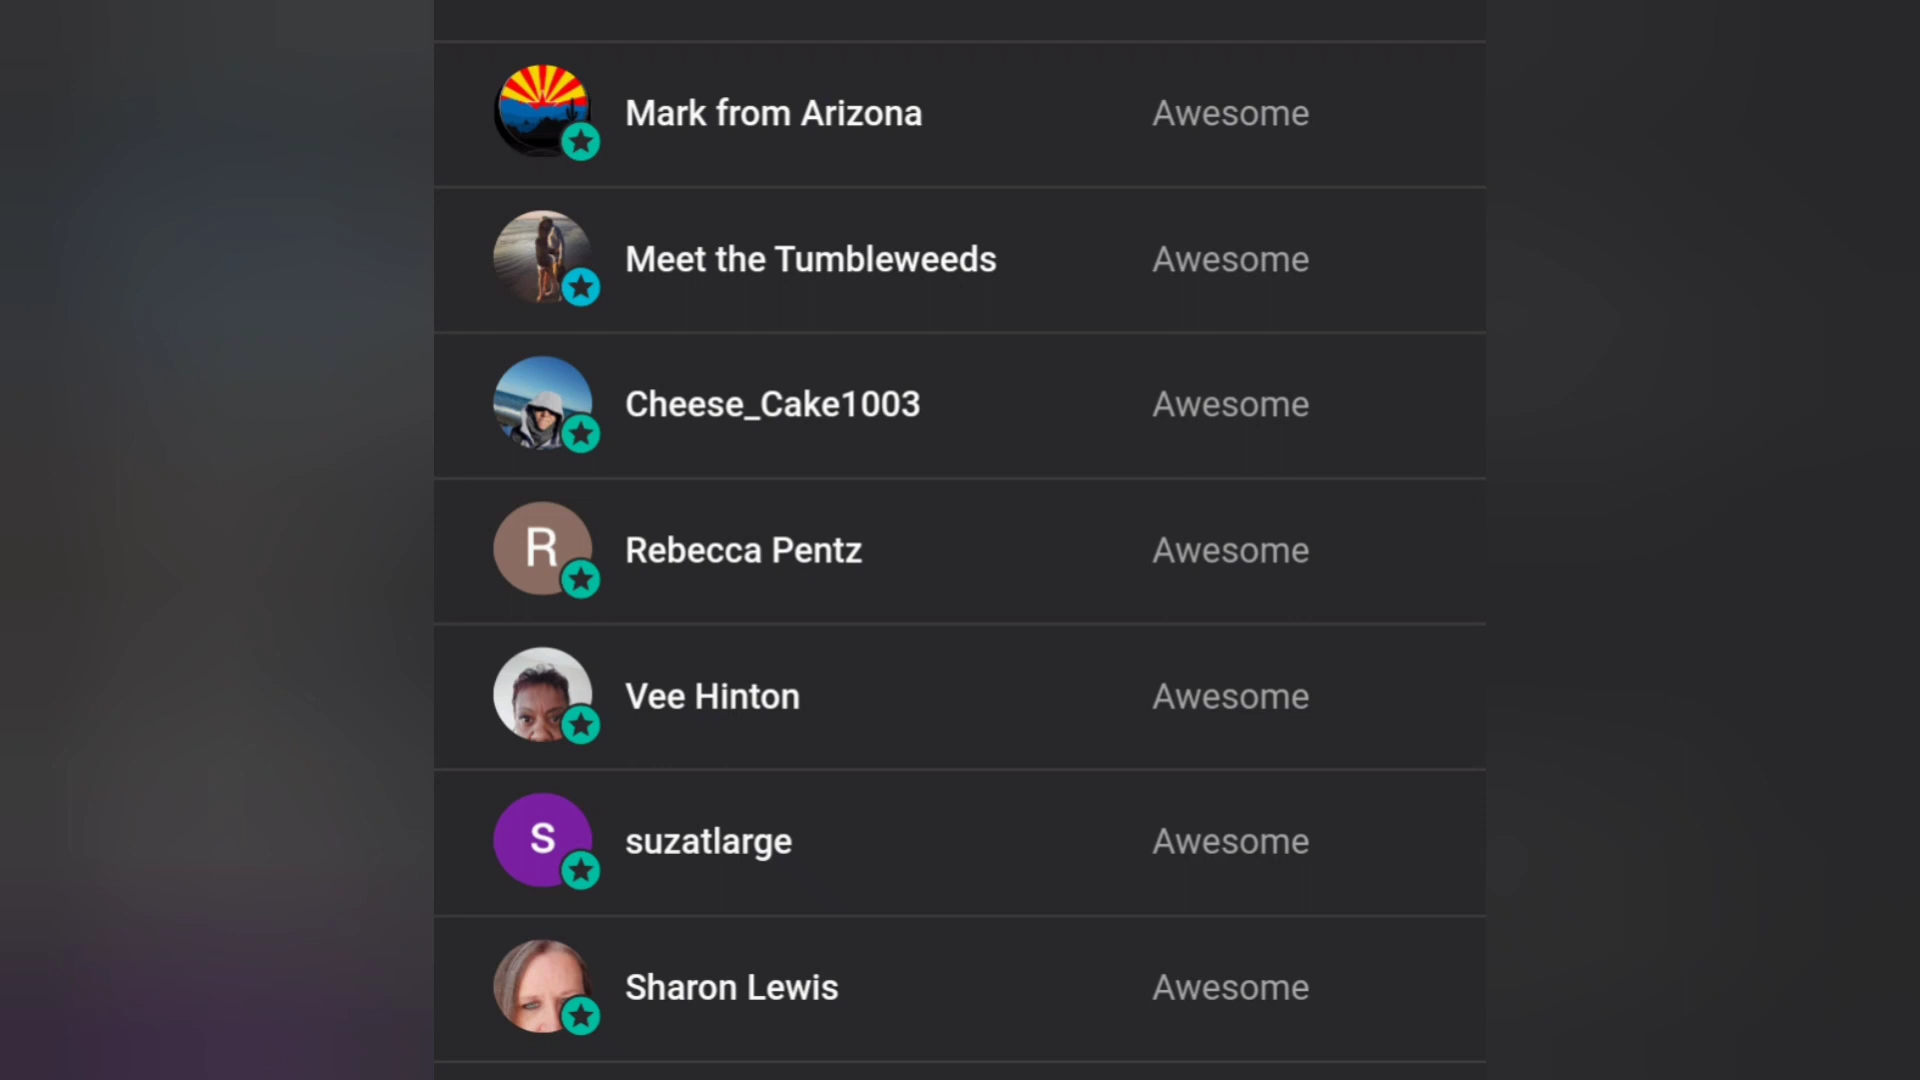 Mark from Arizona Awesome
Meet the Tumbleweeds Awesome
Cheese_Cake1003 Awesome
R Rebecca Pentz Awesome
Vee Hinton Awesome
S suzatlarge Awesome
Sharon Lewis Awesome